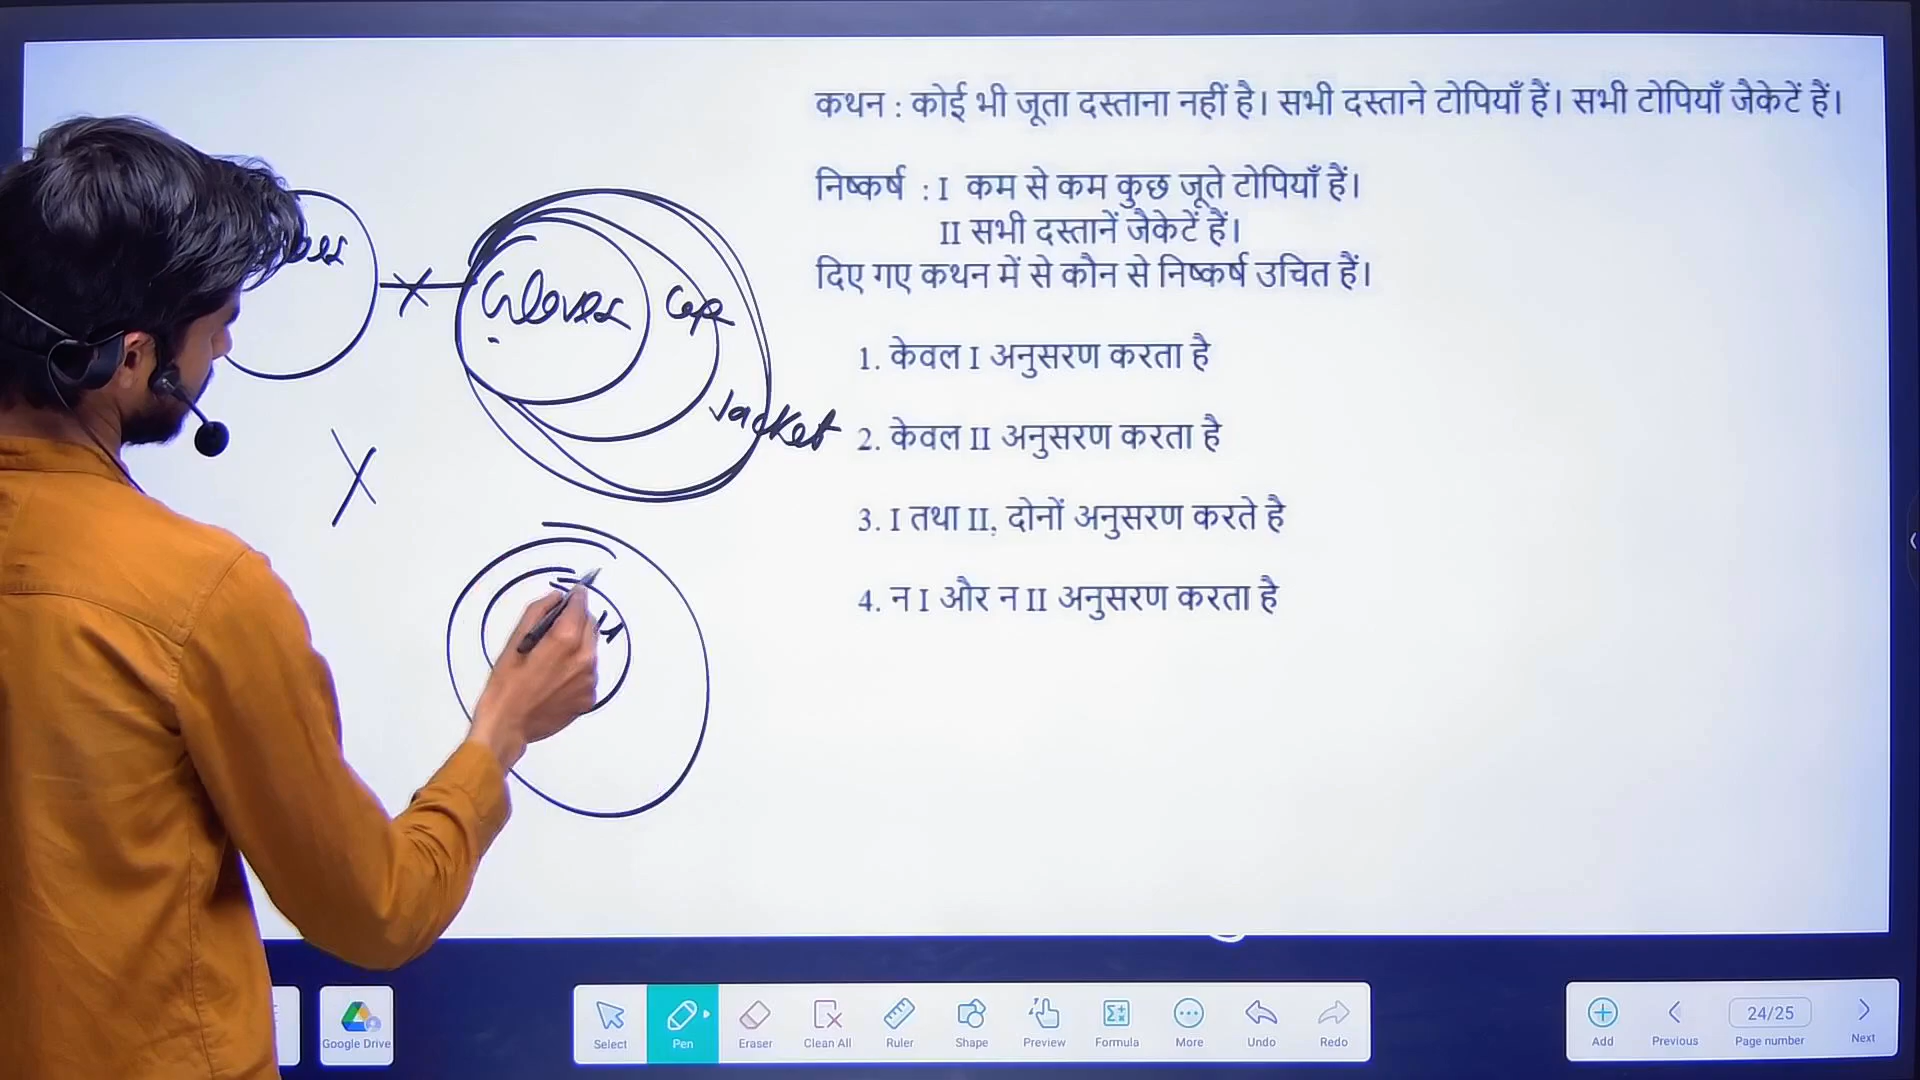 कथन : कोई भी जूता दस्ताना नहीं है। सभी दस्ताने टोपियाँ हैं। सभी टोपियाँ जैकेटें हैं।
निष्कर्ष : I कम से कम कुछ जूते टोपियाँ हैं।
II सभी दस्तानें जैकेटें हैं।
दिए गए कथन में से कौन से निष्कर्ष उचित हैं।
1. केवल I अनुसरण करता है
2. केवल II अनुसरण करता है
3. I तथा II, दोनों अनुसरण करते है
4. न I और न II अनुसरण करता है
Gloves
Cap
Jacket
Google Drive
Select
Pen
Eraser
Clean All
Ruler
Shape
Preview
Formula
More
Undo
Redo
Add
Previous
24/25
Page number
Next